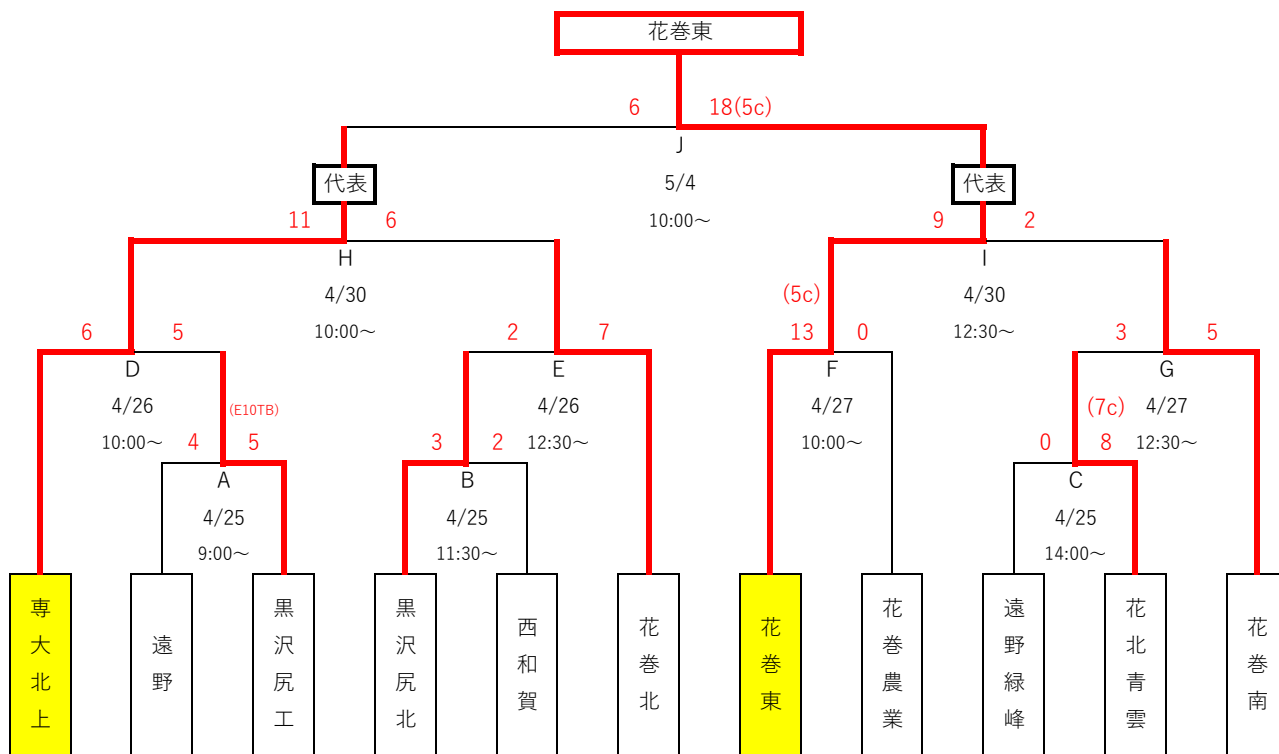 花巻東
6 18(5c)
J
代表 5/4 代表
10:00～
11 6 9 2
H I
4/30 (5c) 4/30
10:00～ 12:30～
6 5 2 7 13 0 3 5
D E F G
4/26 (E10TB) 4/26 4/27 (7c) 4/27
10:00～ 4 5 3 2 12:30～ 10:00～ 0 8 12:30～
A B C
4/25 4/25 4/25
9:00～ 11:30～ 14:00～
専大北上
遠野
黒沢尻工
黒沢尻北
西和賀
花巻北
花巻東
花巻農業
遠野緑峰
花北青雲
花巻南